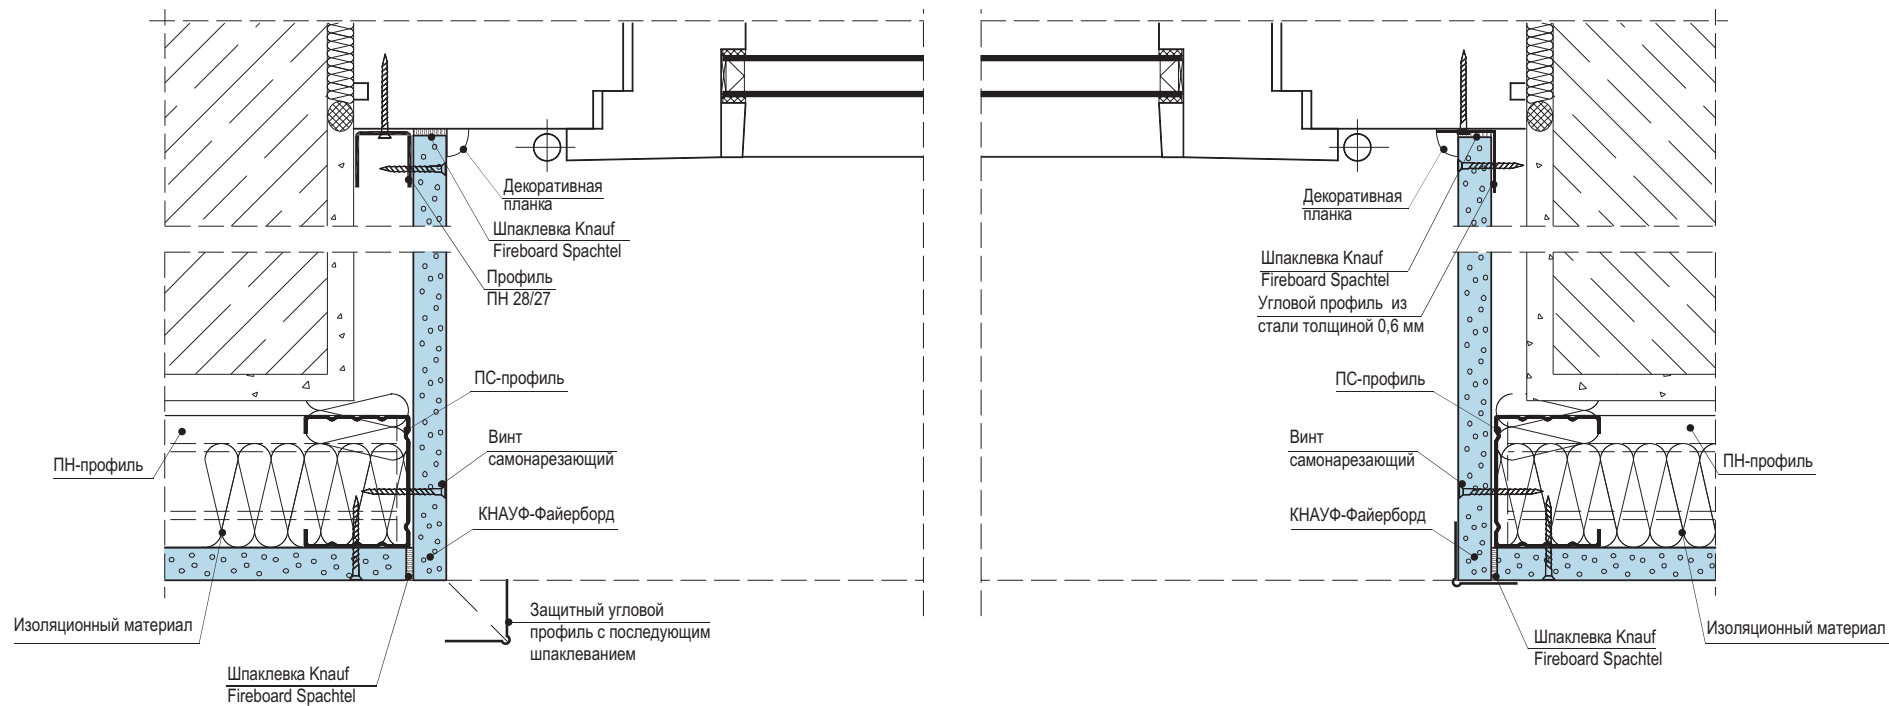 Декоративная
планка
Шпаклевка Knauf
Fireboard Spachtel
Профиль
ПН 28/27
ПС-профиль
Винт
самонарезающий
ПН-профиль
КНАУФ-Файерборд
Изоляционный материал
Защитный угловой
профиль с последующим
шпаклеванием
Шпаклевка Knauf
Fireboard Spachtel
Декоративная
планка
Шпаклевка Knauf
Fireboard Spachtel
Угловой профиль из
стали толщиной 0,6 мм
ПС-профиль
Винт
самонарезающий
ПН-профиль
КНАУФ-Файерборд
Изоляционный материал
Шпаклевка Knauf
Fireboard Spachtel